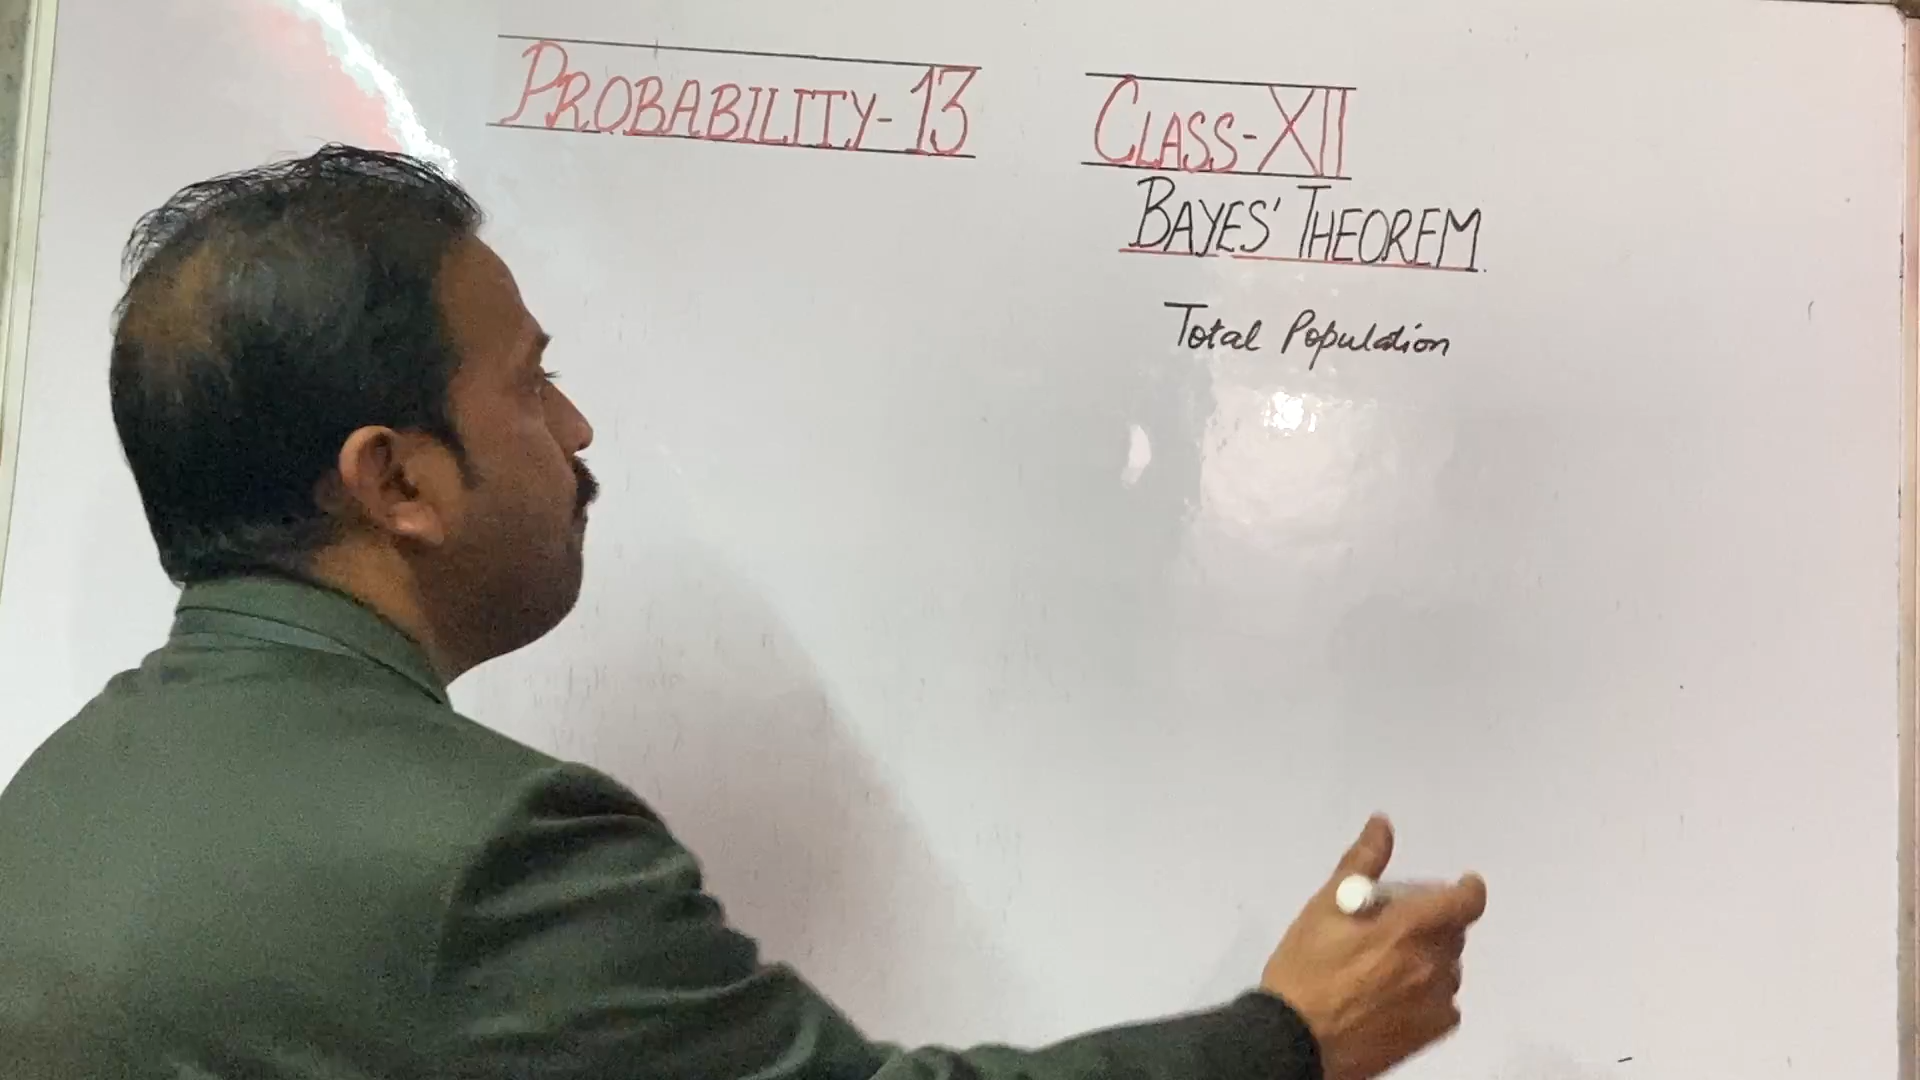 PROBABILITY-13 CLASS-XII
BAYES' THEOREM.
Total Population